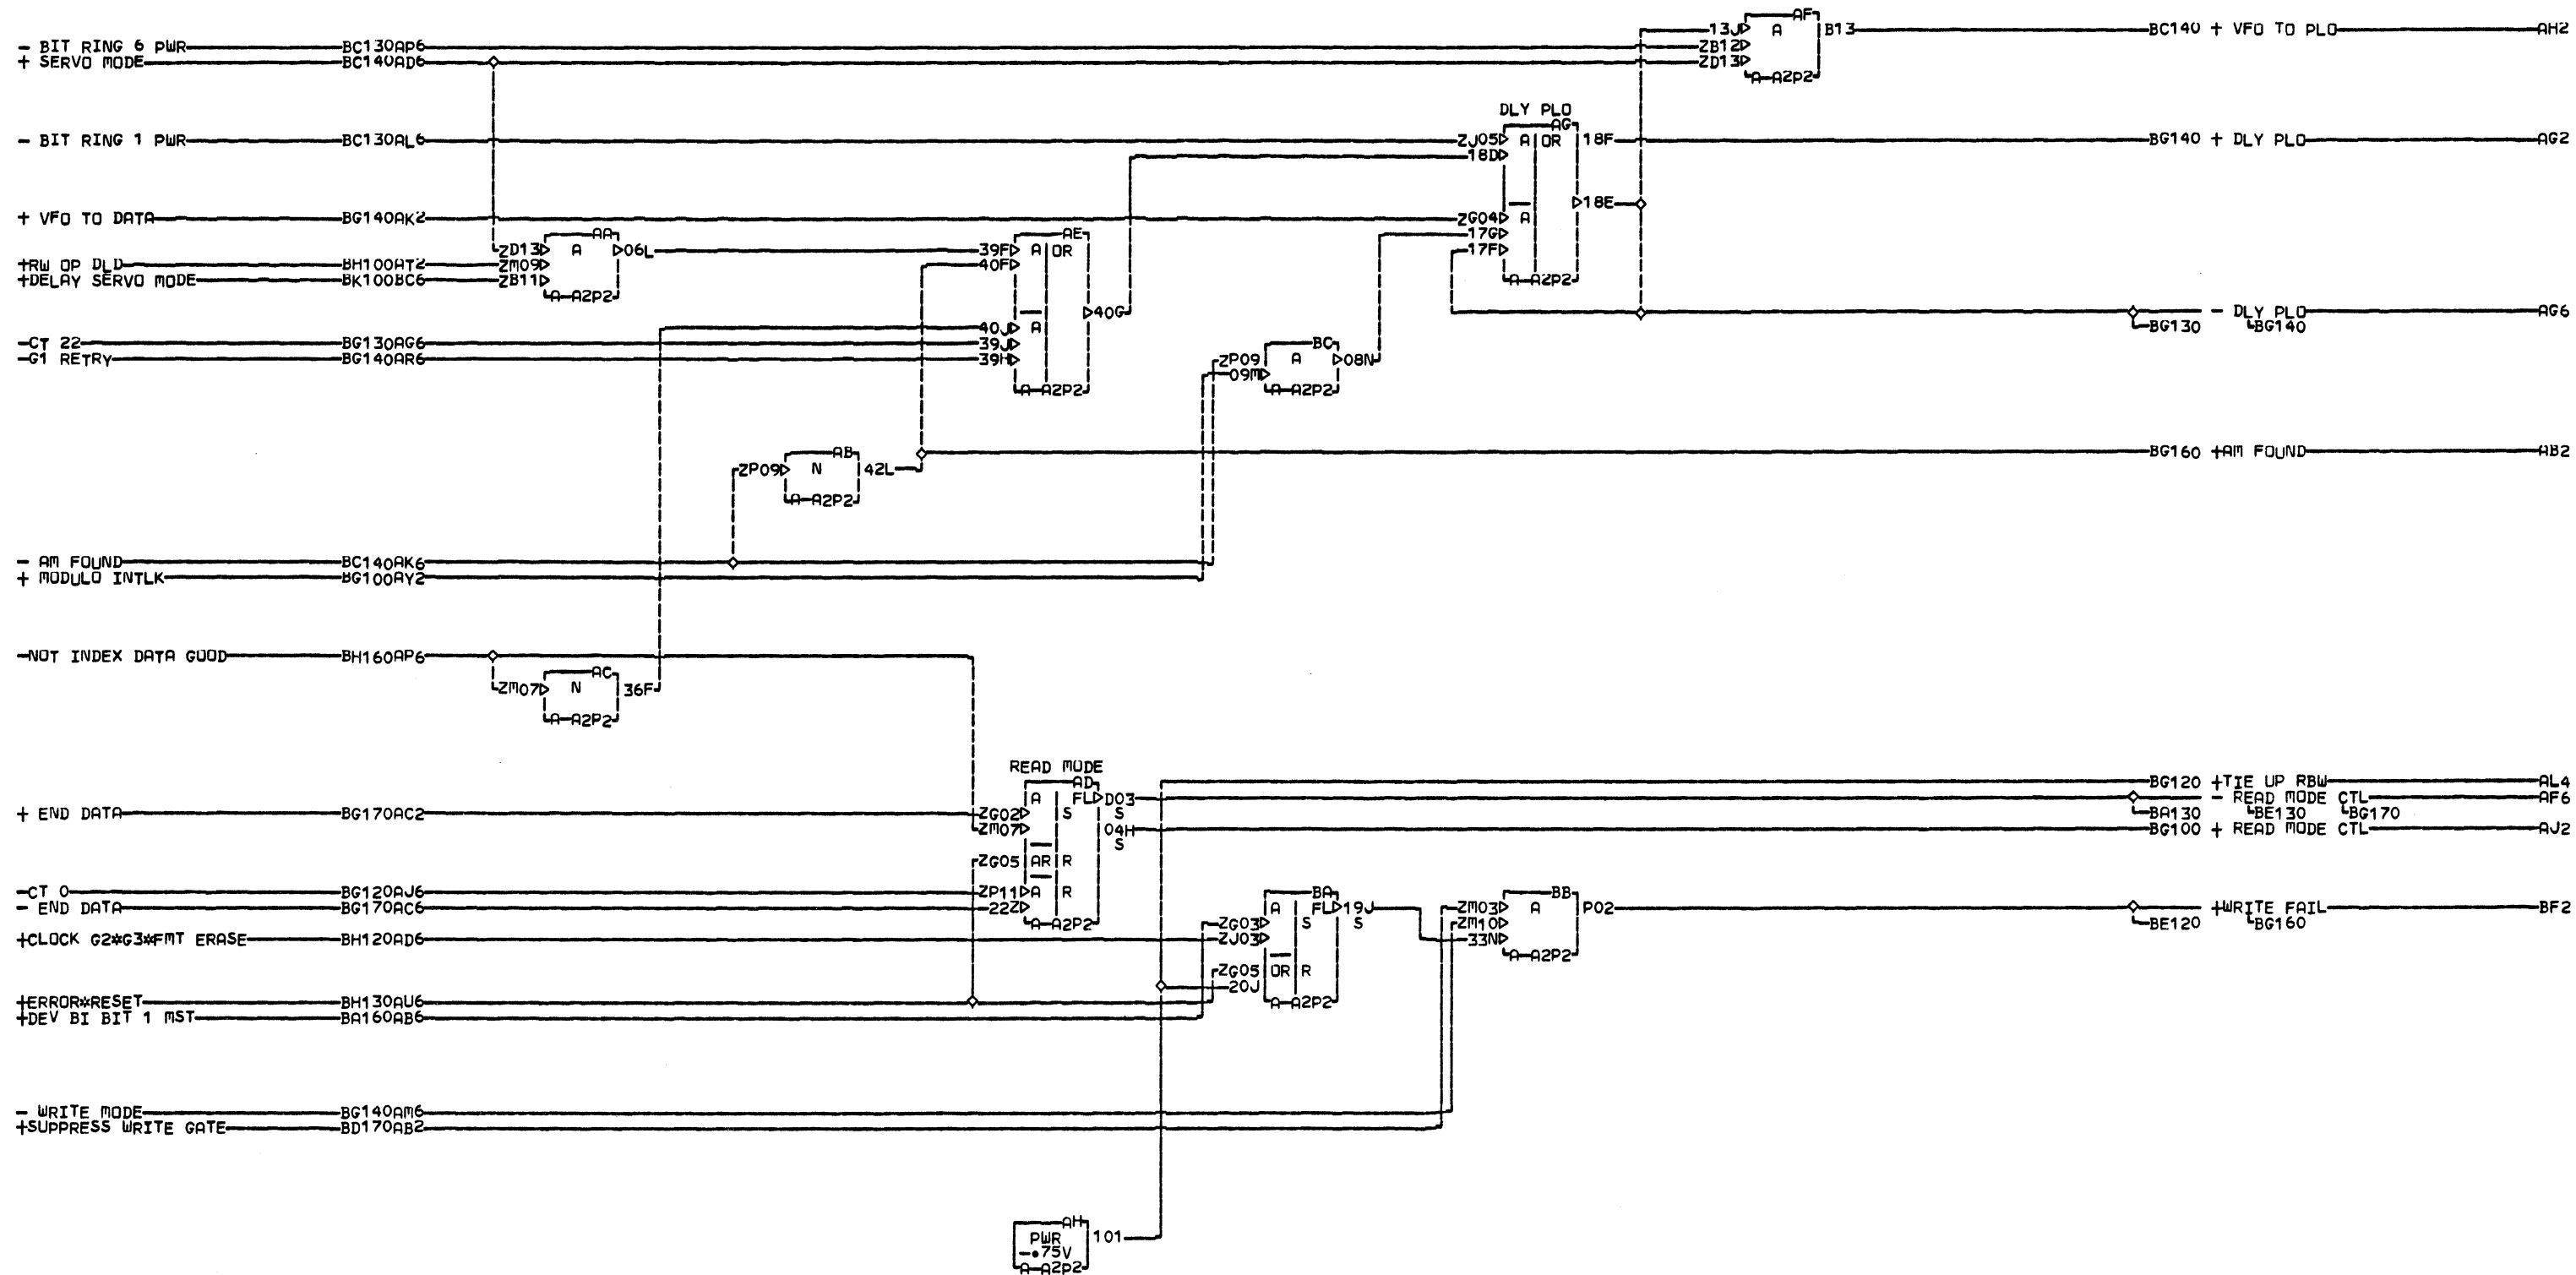 AF
13J A B13 BC140 + VFO TO PLO AH2
- BIT RING 6 PWR BC130AP6 ZB12
+ SERVO MODE BC140AD6 ZD13
A-A2P2
DLY PLO
AG
- BIT RING 1 PWR BC130AL6 ZJ05 A OR 18F BG140 + DLY PLO AG2
18D
18E
+ VFO TO DATA BG140AK2 ZG04 A
AA AE 17G
ZD13 A 06L 39F A OR 17F
+RW OP DLD BH100AT2 ZM09 40F
+DELAY SERVO MODE BK100BC6 ZB11 A-A2P2
A-A2P2
40G - DLY PLO AG6
40J A BG130 BG140
-CT 22 BG130AG6 39J BC
-G1 RETRY BG140AR6 39H ZP09 A 08N
09M
A-A2P2 A-A2P2
AB BG160 +AM FOUND AB2
ZP09 N 42L
A-A2P2
- AM FOUND BC140AK6
+ MODULO INTLK BG100AY2
-NOT INDEX DATA GOOD BH160AP6
AC
ZM07 N 36F
A-A2P2
READ MODE
AD BG120 +TIE UP RBW AL4
A FL D03 - READ MODE CTL AF6
+ END DATA BG170AC2 ZG02 S S BA130 BE130 BG170
ZM07 04H BG100 + READ MODE CTL AJ2
S
ZG05 AR R
-CT 0 BG120AJ6 ZP11 A R BA BB
- END DATA BG170AC6 22Z A FL 19J ZM03 A P02 +WRITE FAIL BF2
A-A2P2 ZG03 S S ZM10 BE120 BG160
+CLOCK G2*G3*FMT ERASE BH120AD6 ZJ03 33N
A-A2P2
ZG05 OR R
20J
+ERROR*RESET BH130AU6 A-A2P2
+DEV BI BIT 1 MST BA160AB6
- WRITE MODE BG140AM6
+SUPPRESS WRITE GATE BD170AB2
AH
PWR 101
-.75V
A-A2P2